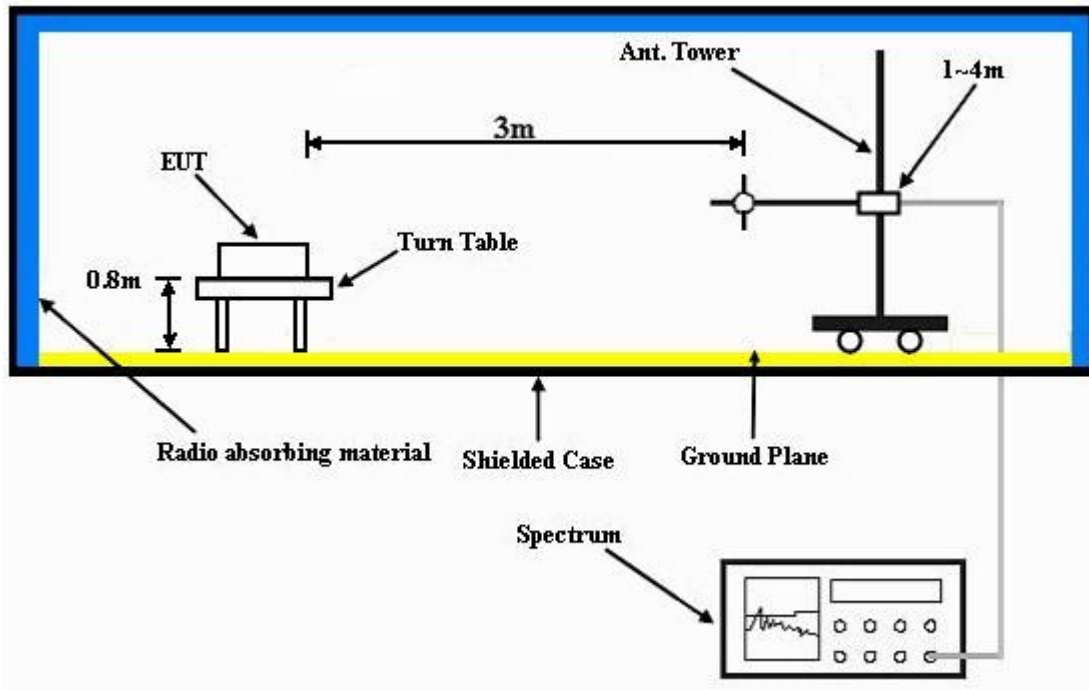 Ant. Tower
1~4m
3m
EUT
Turn Table
0.8m
Radio absorbing material
Shielded Case
Ground Plane
Spectrum